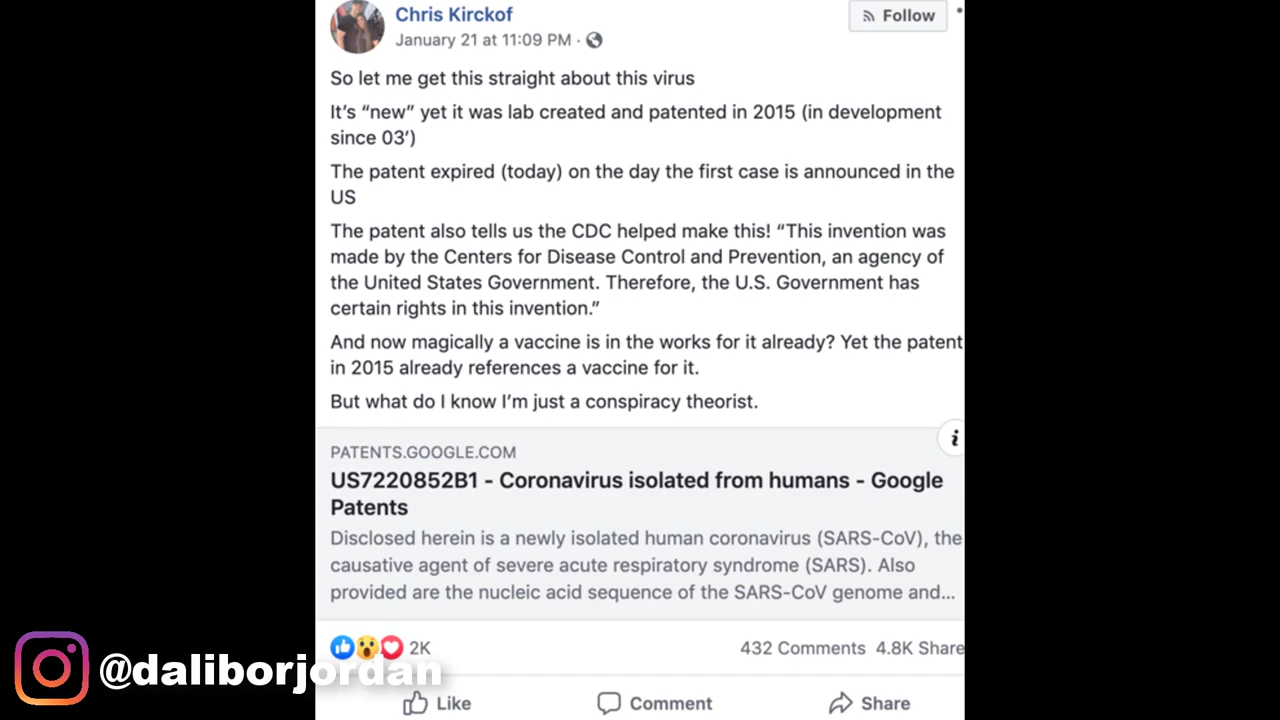 Chris Kirckof
Follow
January 21 at 11:09 PM ·
So let me get this straight about this virus
It's “new” yet it was lab created and patented in 2015 (in development
since 03’)
The patent expired (today) on the day the first case is announced in the
US
The patent also tells us the CDC helped make this! “This invention was
made by the Centers for Disease Control and Prevention, an agency of
the United States Government. Therefore, the U.S. Government has
certain rights in this invention.”
And now magically a vaccine is in the works for it already? Yet the patent
in 2015 already references a vaccine for it.
But what do I know I’m just a conspiracy theorist.
i
PATENTS.GOOGLE.COM
US7220852B1 - Coronavirus isolated from humans - Google
Patents
Disclosed herein is a newly isolated human coronavirus (SARS-CoV), the
causative agent of severe acute respiratory syndrome (SARS). Also
provided are the nucleic acid sequence of the SARS-CoV genome and...
2K
432 Comments 4.8K Share
@daliborjordan
Like
Comment
Share